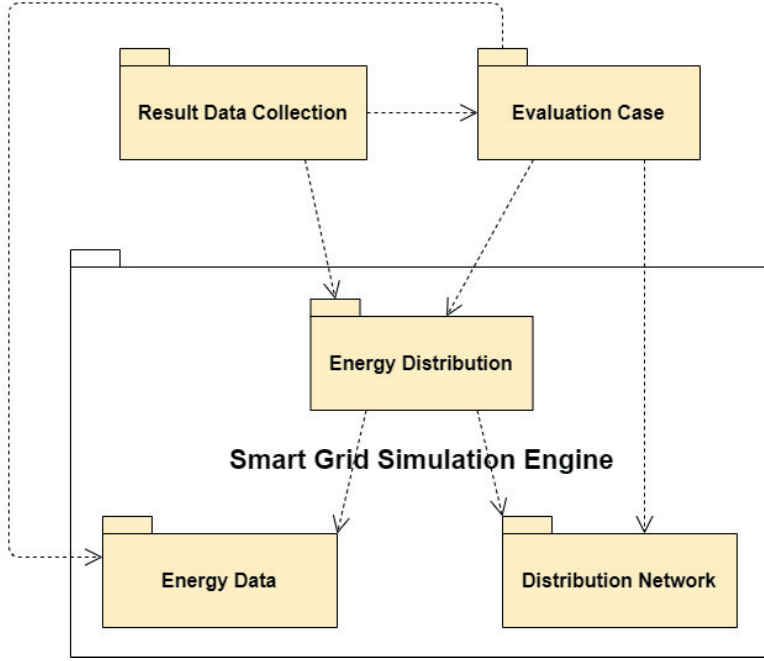 Result Data Collection
Evaluation Case
Energy Distribution
Smart Grid Simulation Engine
Energy Data
Distribution Network